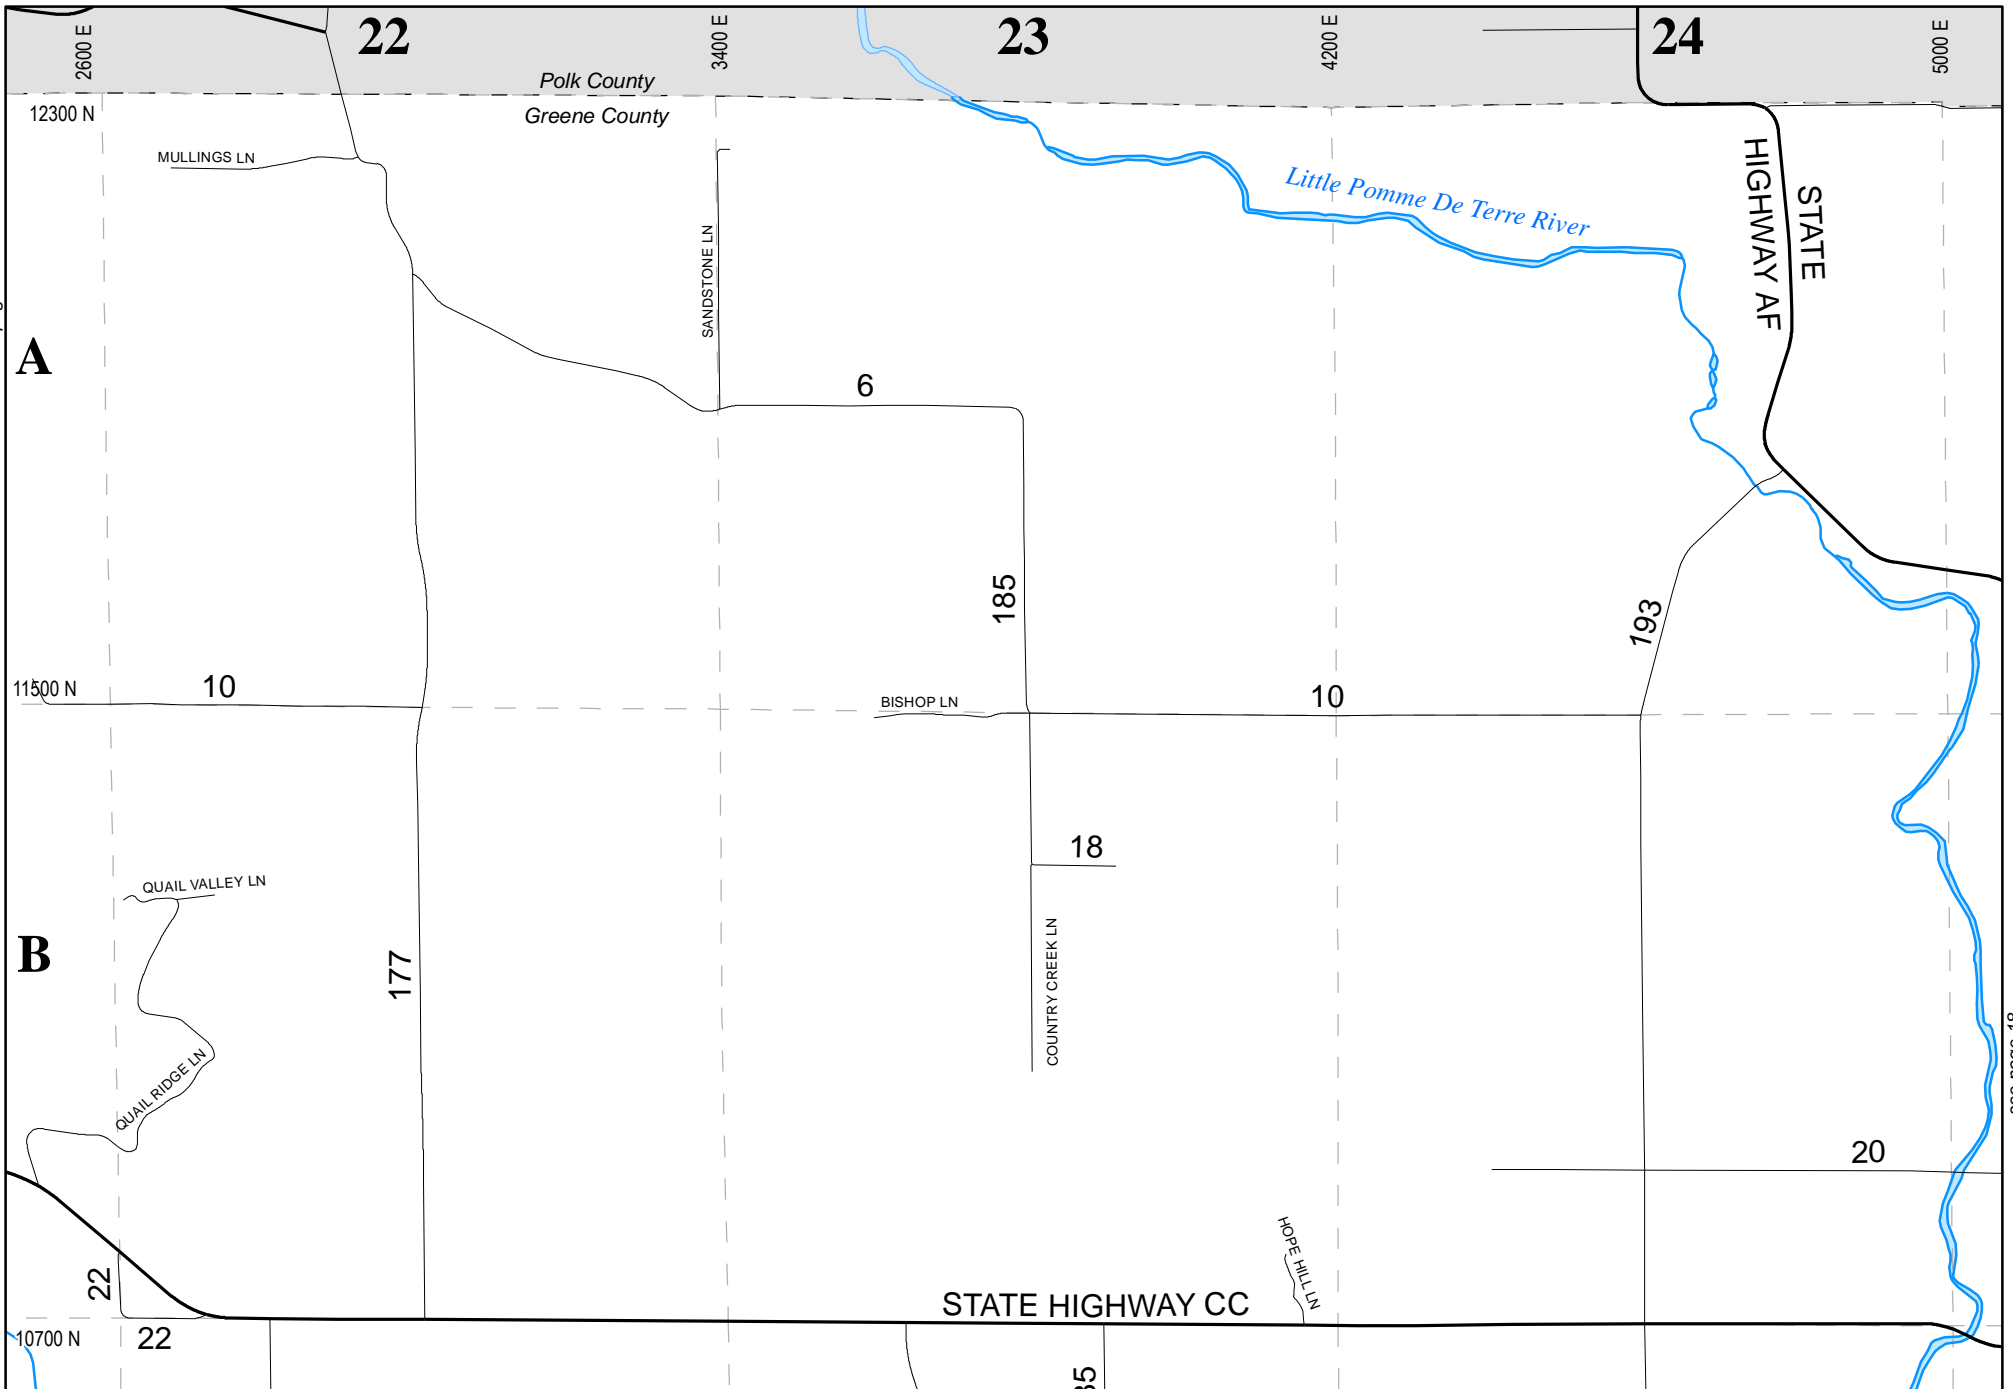 22
23
24
2600 E
3400 E
4200 E
5000 E
Polk County
Greene County
12300 N
MULLINGS LN
HIGHWAY AF
STATE
Little Pomme De Terre River
SANDSTONE LN
A
6
185
193
11500 N
10
BISHOP LN
10
18
QUAIL VALLEY LN
B
177
COUNTRY CREEK LN
QUAIL RIDGE LN
20
HOPE HILL LN
22
STATE HIGHWAY CC
10700 N
22